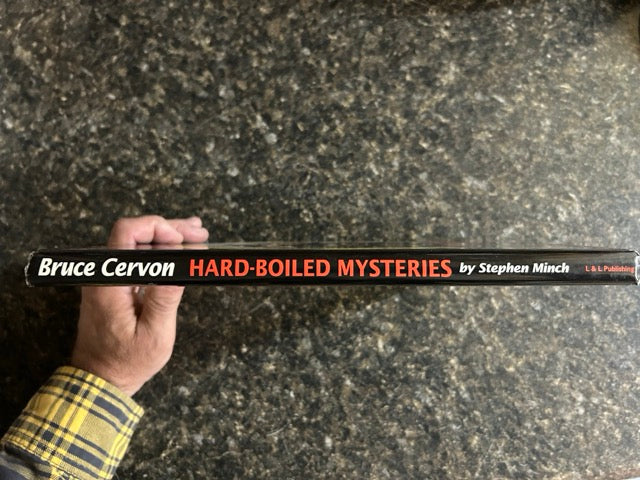 Bruce Cervon HARD-BOILED MYSTERIES by Stephen Minch L & L Publishing